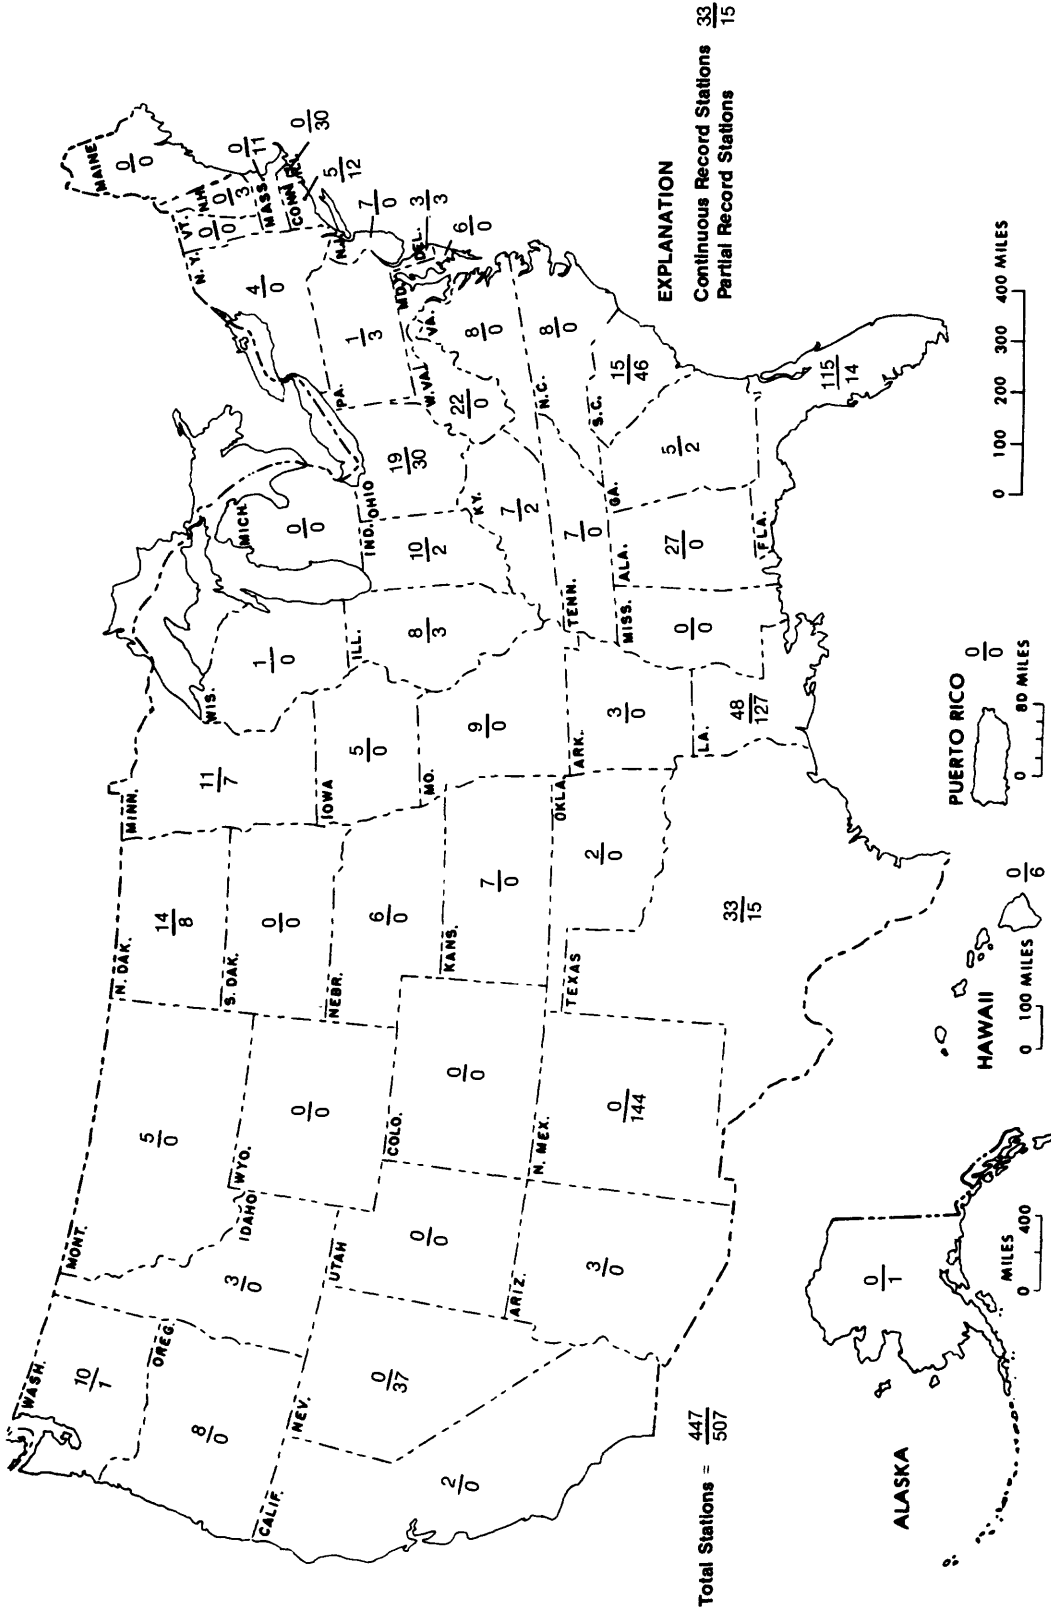 WASH.
10
1
OREG.
8
0
CALIF.
2
0
NEV.
0
37
IDAHO
3
0
MONT.
5
0
WYO.
0
0
UTAH
0
0
ARIZ.
3
0
COLO.
0
0
N. MEX.
0
144
N. DAK.
14
8
S. DAK.
0
0
NEBR.
6
0
KANS.
7
0
OKLA.
2
0
TEXAS
33
15
MINN.
11
7
IOWA
5
0
MO.
9
0
ARK.
3
0
LA.
48
127
WIS.
1
0
ILL.
8
3
MICH.
0
0
IND.
10
2
OHIO
19
30
KY.
7
2
TENN.
7
0
MISS.
0
0
ALA.
27
0
GA.
5
2
FLA.
115
14
S.C.
15
46
N.C.
8
0
VA.
8
0
W.VA.
22
0
PA.
1
3
N.Y.
4
0
VT.
0
0
N.H.
0
3
MAINE
0
0
MASS.
0
11
R.I.
0
30
CONN.
5
12
N.J.
7
0
DEL.
3
3
MD.
6
0
EXPLANATION
Continuous Record Stations 33
Partial Record Stations 15
Total Stations = 447
507
0 100 200 300 400 MILES
ALASKA
0
1
MILES
0 400
HAWAII
0
6
0 100 MILES
PUERTO RICO
0
0
0 80 MILES